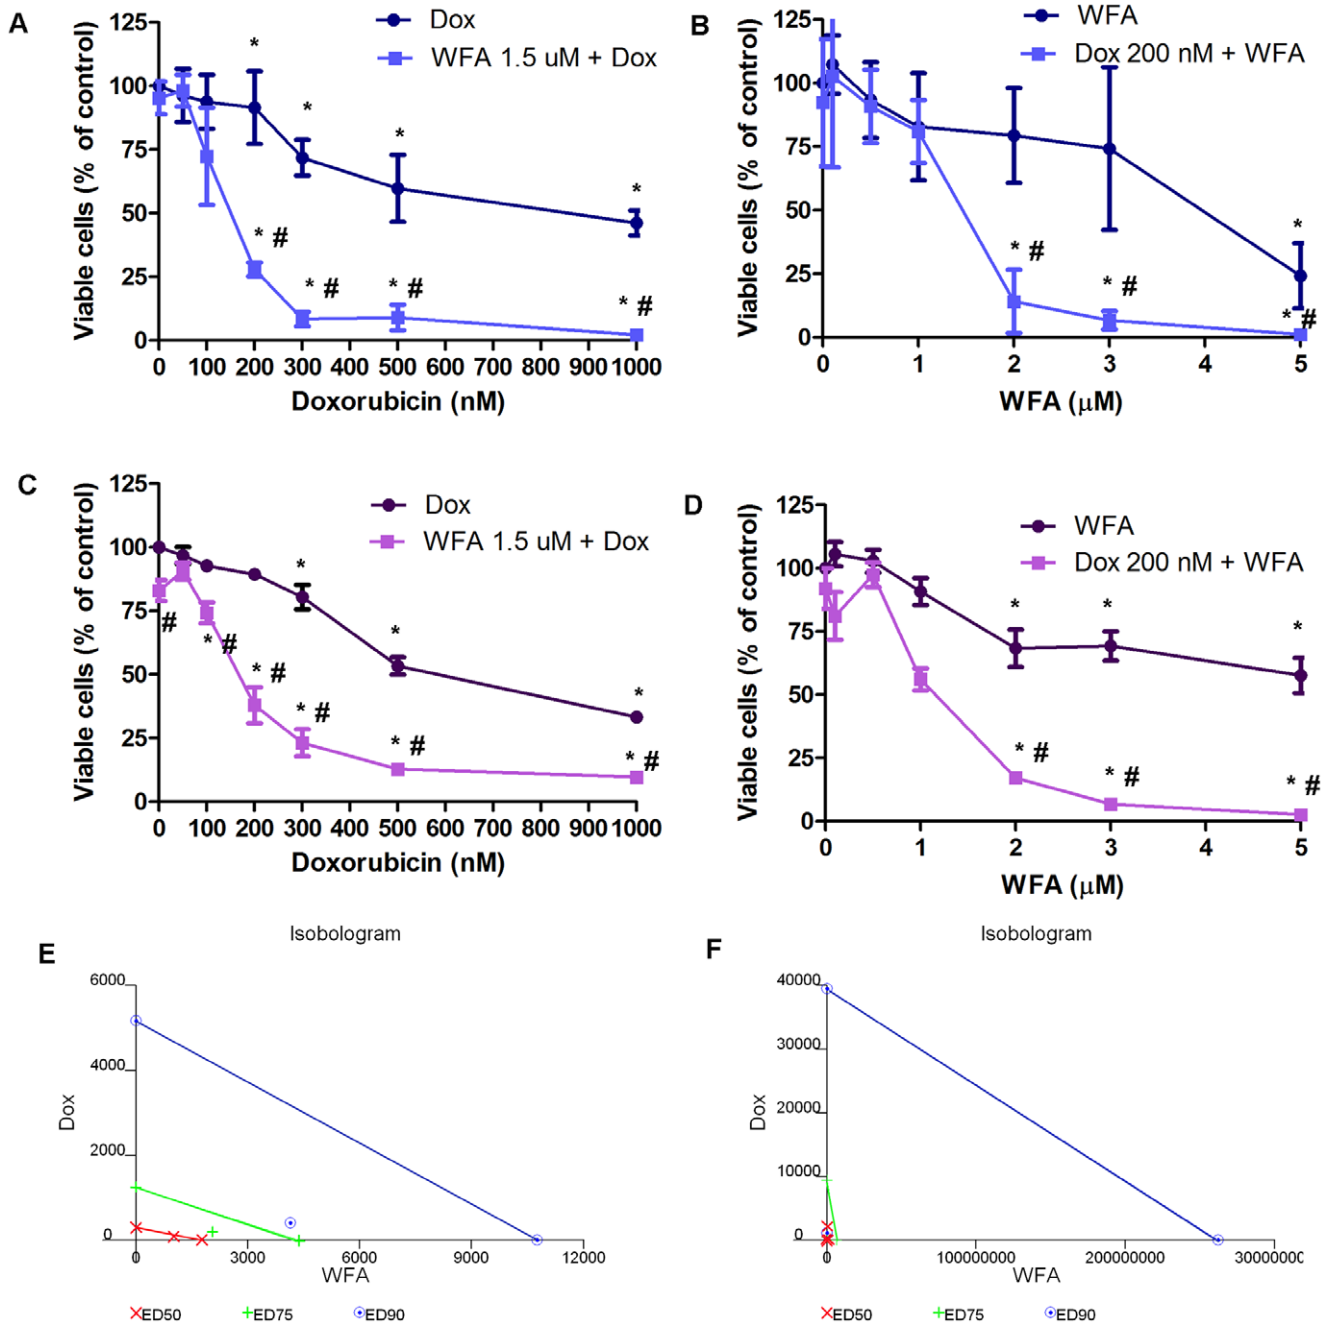 A
Dox
WFA 1.5 uM + Dox
Viable cells (% of control)
125
100
75
50
25
0
* * * *
* # * # * # * #
0 100 200 300 400 500 600 700 800 900 1000
Doxorubicin (nM)
B
WFA
Dox 200 nM + WFA
Viable cells (% of control)
125
100
75
50
25
0
*
* # * # * #
0 1 2 3 4 5
WFA (μM)
C
Dox
WFA 1.5 uM + Dox
Viable cells (% of control)
125
100
75
50
25
0
* * *
# * # * # * # * # * #
0 100 200 300 400 500 600 700 800 900 1000
Doxorubicin (nM)
D
WFA
Dox 200 nM + WFA
Viable cells (% of control)
125
100
75
50
25
0
* * *
* # * # * #
0 1 2 3 4 5
WFA (μM)
E
Isobologram
6000
4000
2000
0
Dox
0 3000 6000 9000 12000
WFA
ED50 ED75 ED90
F
Isobologram
40000
30000
20000
10000
0
Dox
0 100000000 200000000 30000000
WFA
ED50 ED75 ED90